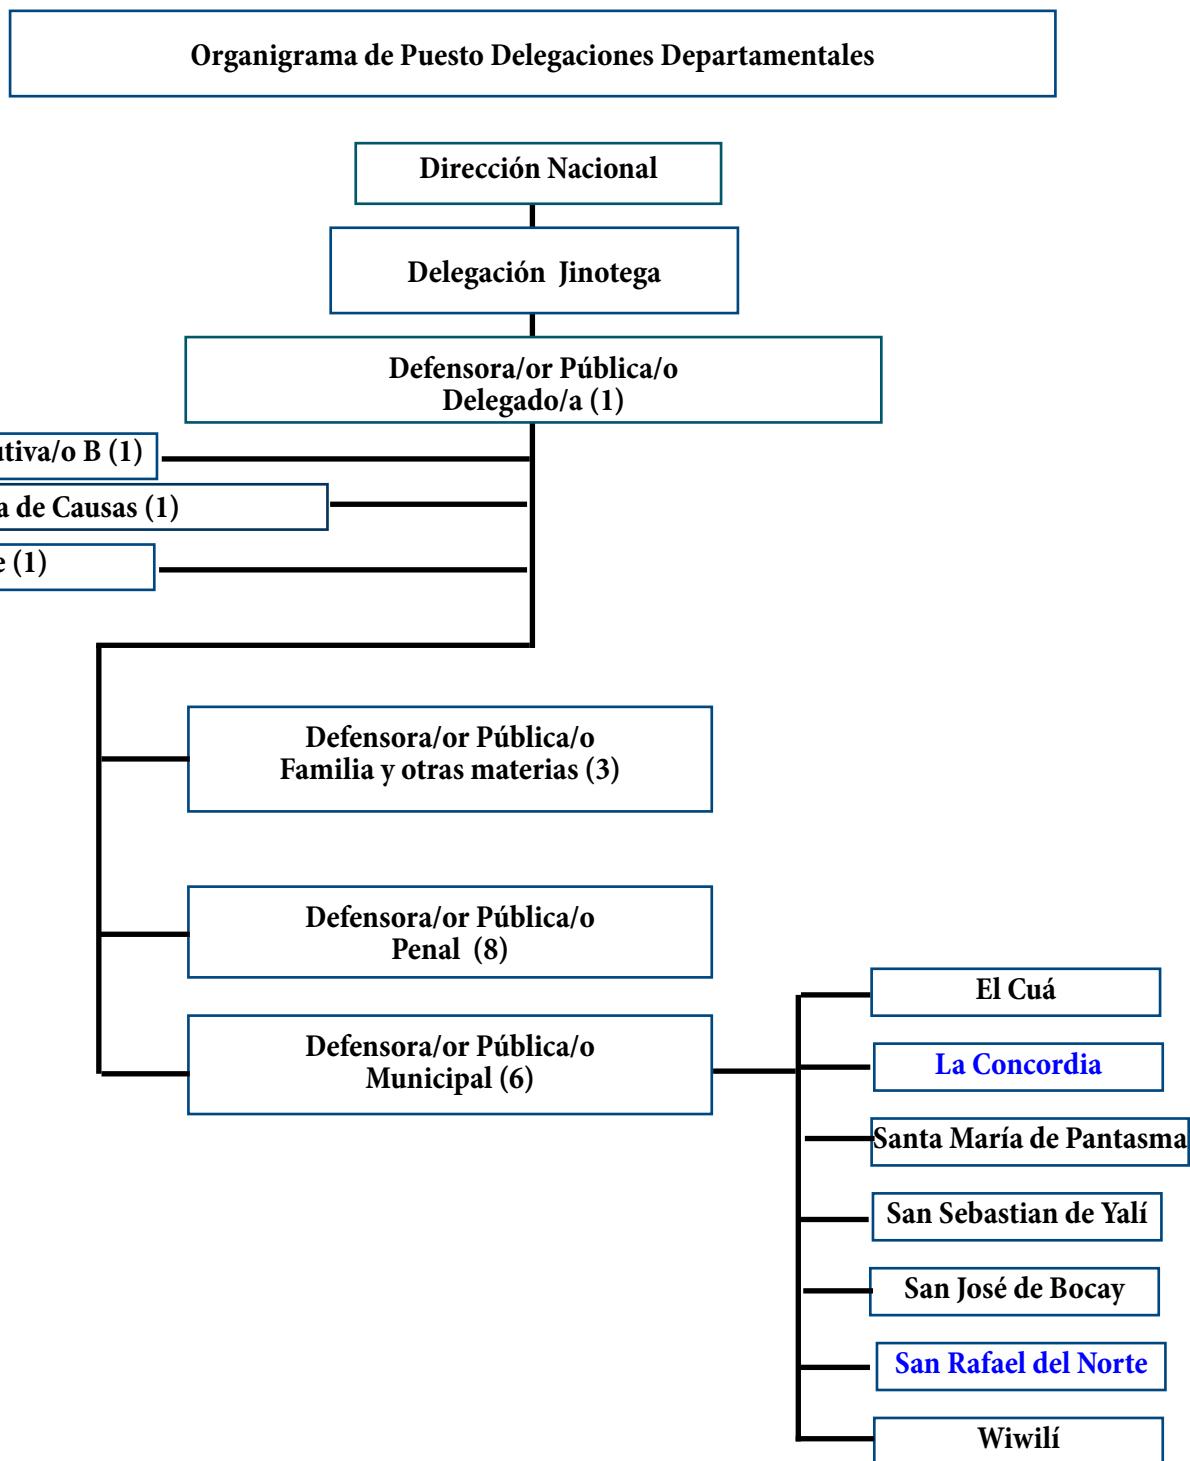 Organigrama de Puesto Delegaciones Departamentales
Dirección Nacional
Delegación Jinotega
Defensora/or Pública/o
Delegado/a (1)
B (1)
de Causas (1)
(1)
Defensora/or Pública/o
Familia y otras materias (3)
Defensora/or Pública/o
Penal (8)
Defensora/or Pública/o
Municipal (6)
El Cuá
La Concordia
Santa María de Pantasma
San Sebastian de Yalí
San José de Bocay
San Rafael del Norte
Wiwilí